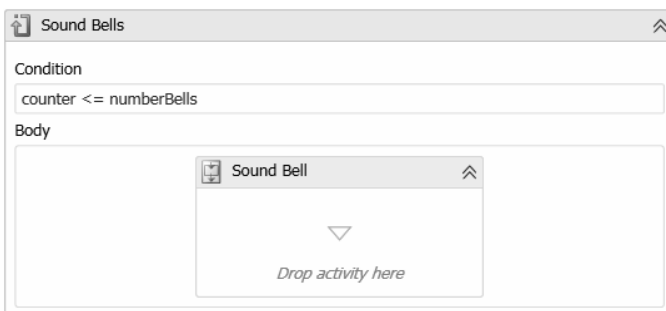 Sound Bells
Condition
counter <= numberBells
Body
Sound Bell
Drop activity here